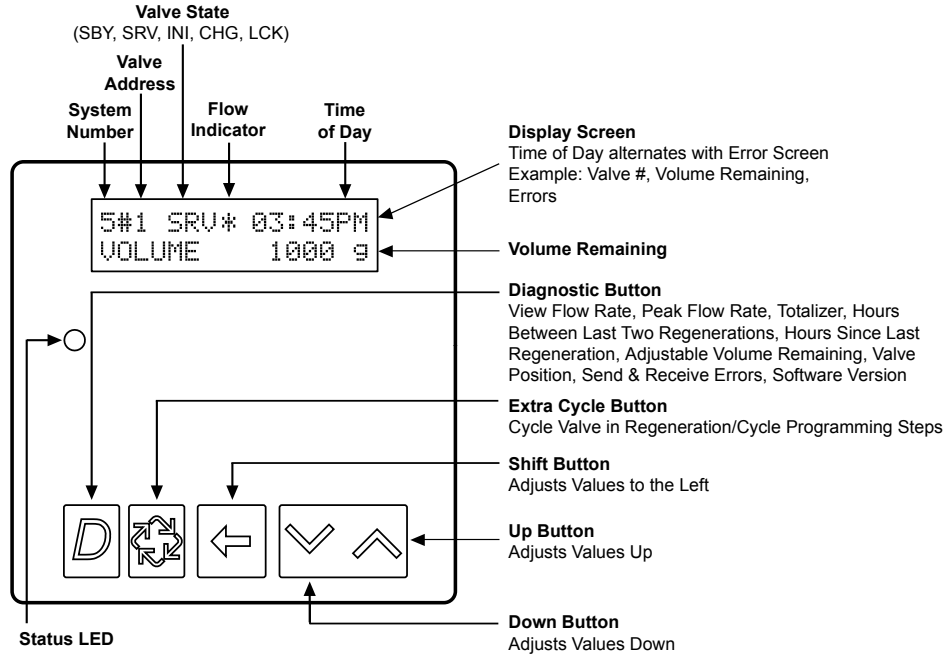 Valve State
(SBY, SRV, INI, CHG, LCK)
Valve
Address
System
Number
Flow
Indicator
Time
of Day
5#1 SRV* 03:45PM
VOLUME 1000 g
Display Screen
Time of Day alternates with Error Screen
Example: Valve #, Volume Remaining,
Errors
Volume Remaining
Diagnostic Button
View Flow Rate, Peak Flow Rate, Totalizer, Hours
Between Last Two Regenerations, Hours Since Last
Regeneration, Adjustable Volume Remaining, Valve
Position, Send & Receive Errors, Software Version
Extra Cycle Button
Cycle Valve in Regeneration/Cycle Programming Steps
Shift Button
Adjusts Values to the Left
D
Up Button
Adjusts Values Up
Down Button
Adjusts Values Down
Status LED